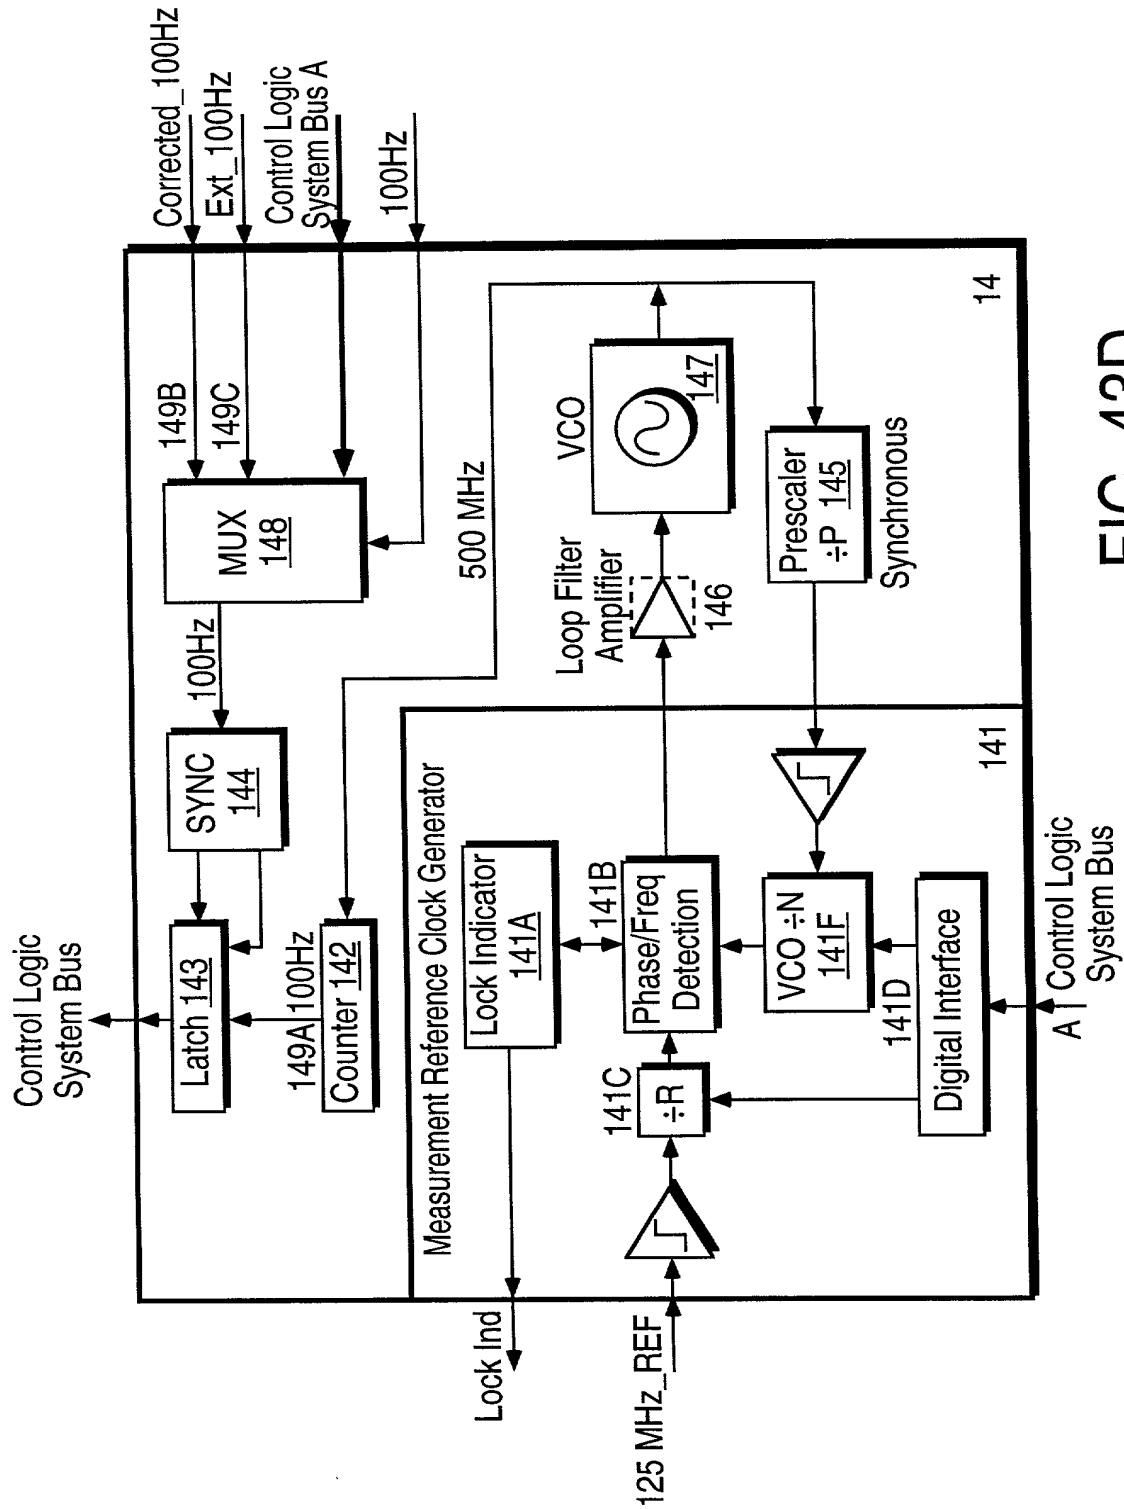 Corrected_100Hz
Ext_100Hz
Control Logic
System Bus A
100Hz
149B
149C
MUX
148
100Hz
SYNC
144
Control Logic
System Bus
Latch 143
149A 100Hz
Counter 142
500 MHz
14
VCO
147
Loop Filter
Amplifier
146
Prescaler
÷P 145
Synchronous
Measurement Reference Clock Generator
141
Lock Indicator
141A
141B
Phase/Freq
Detection
141C
÷R
VCO ÷N
141F
141D
Digital Interface
Lock Ind
125 MHz_REF
A
Control Logic
System Bus
FIG. 43D